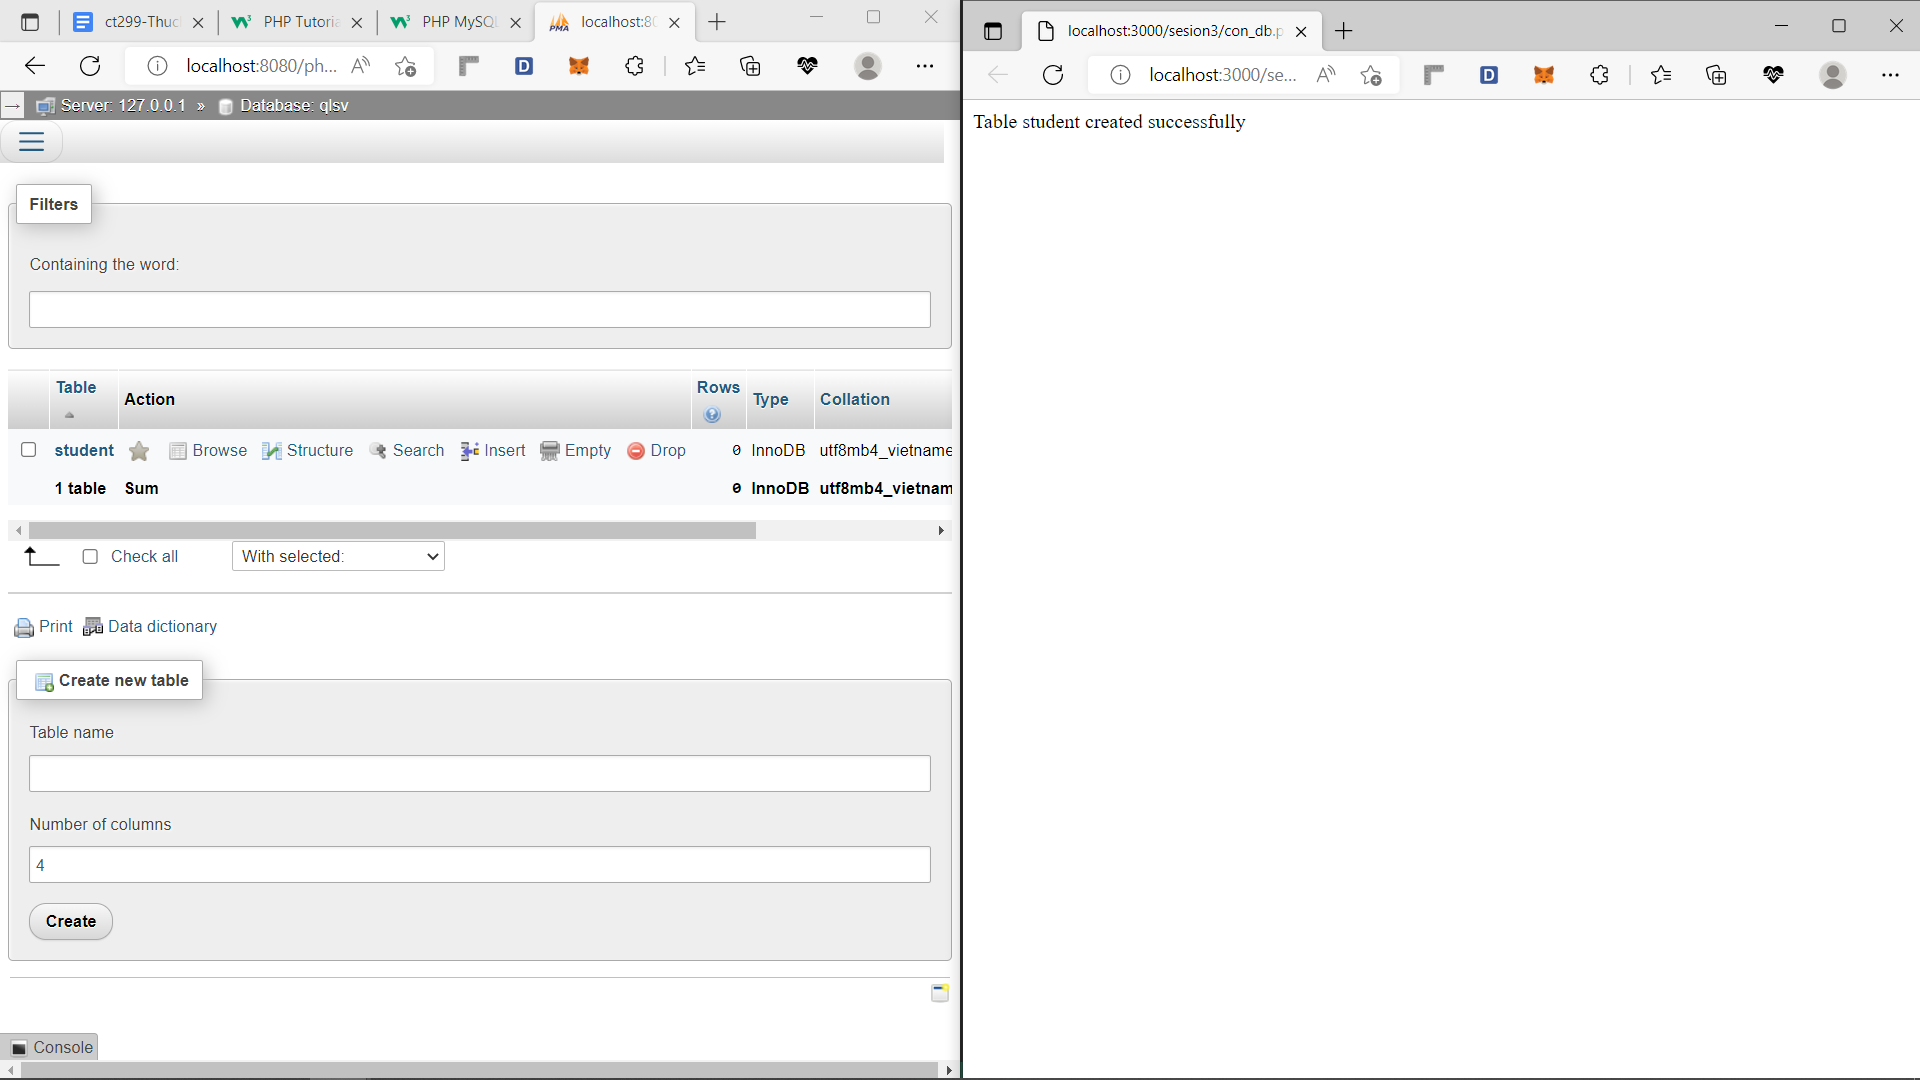 ct299-Thuc
PHP Tutoria
PHP MySQL
localhost:80
localhost:8080/ph...
Server: 127.0.0.1 » Database: qlsv
Filters
Containing the word:
Table Action Rows Type Collation
student Browse Structure Search Insert Empty Drop 0 InnoDB utf8mb4_vietname
1 table Sum 0 InnoDB utf8mb4_vietnam
Check all With selected:
Print Data dictionary
Create new table
Table name
Number of columns
4
Create
Console
localhost:3000/sesion3/con_db.p
localhost:3000/se...
Table student created successfully